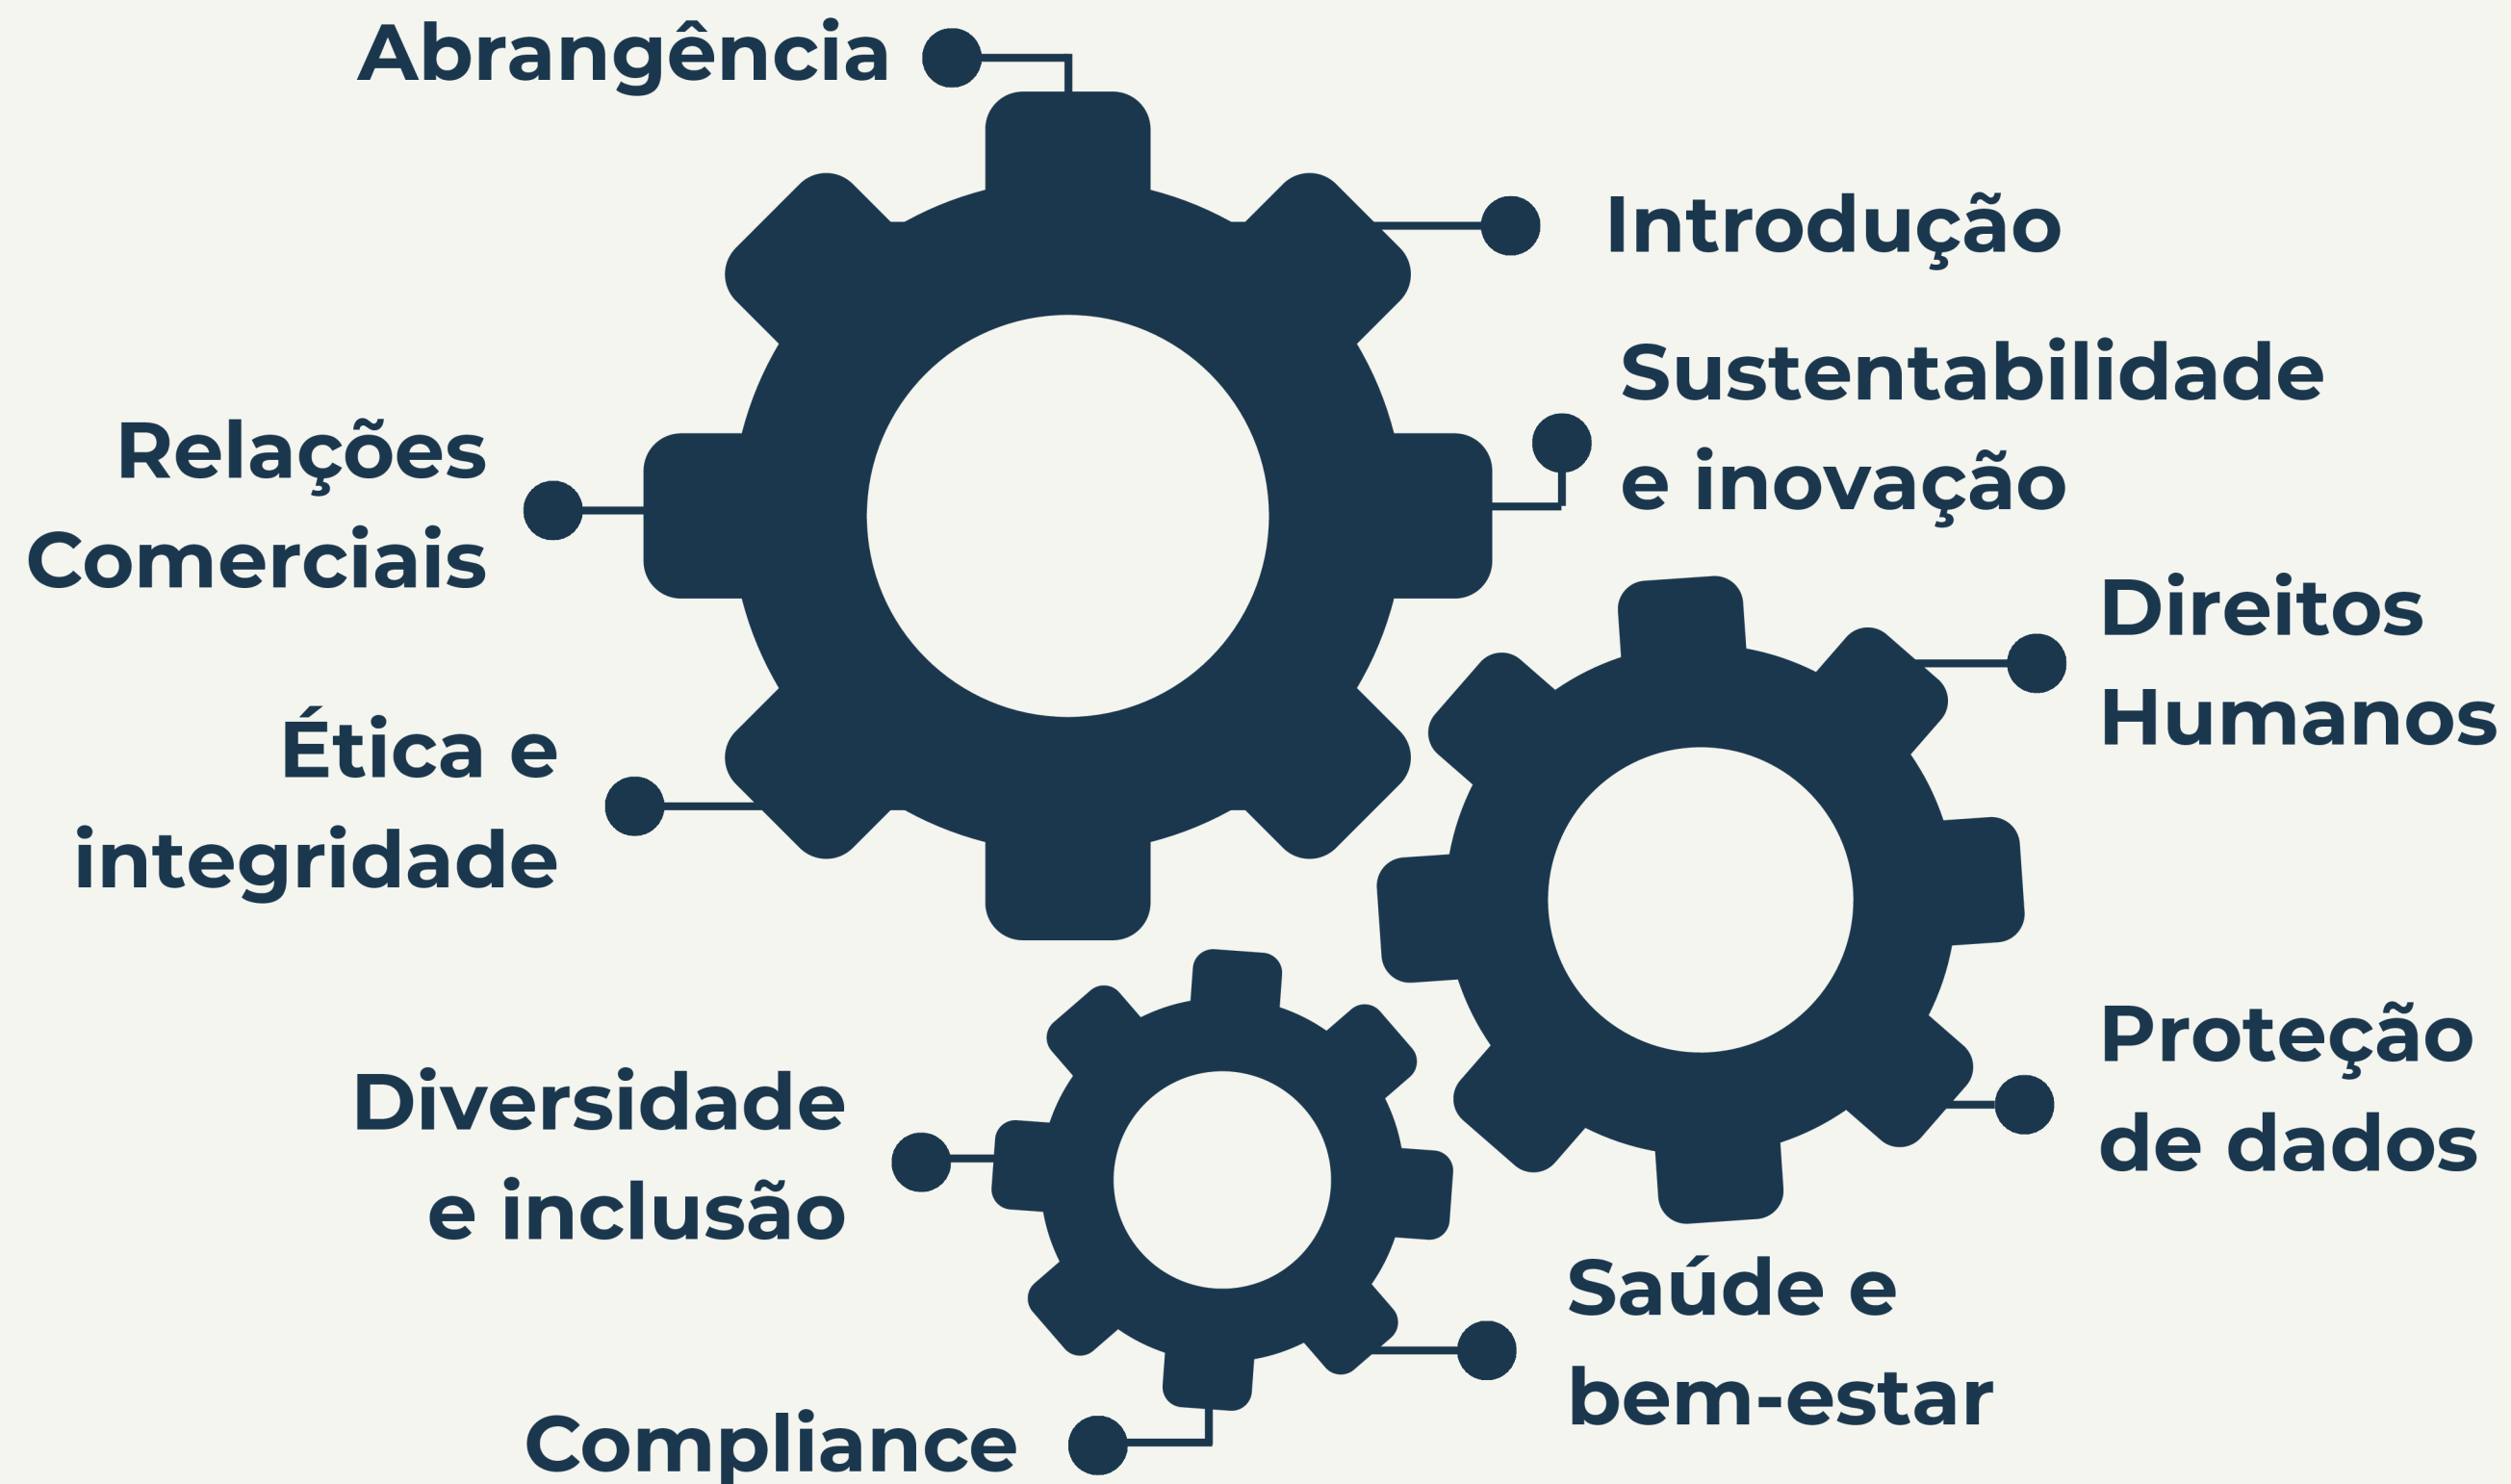 Abrangência
Introdução
Sustentabilidade
e inovação
Relações
Comerciais
Direitos
Humanos
Ética e
integridade
Proteção
de dados
Diversidade
e inclusão
Saúde e
bem-estar
Compliance